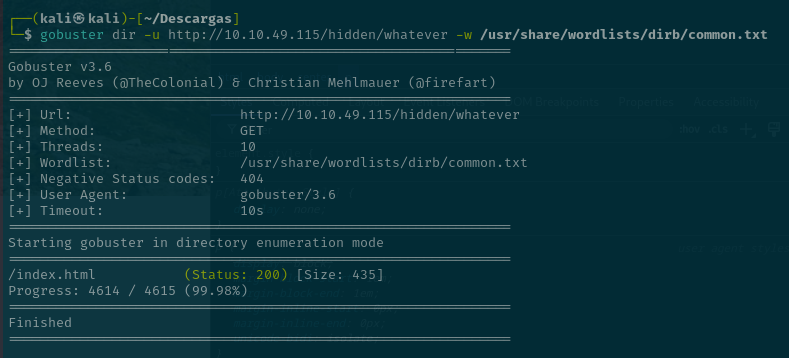 ┌──(kali㉿kali)-[~/Descargas]
└─$ gobuster dir -u http://10.10.49.115/hidden/whatever -w /usr/share/wordlists/dirb/common.txt
===============================================================
Gobuster v3.6
by OJ Reeves (@TheColonial) & Christian Mehlmauer (@firefart)
===============================================================
[+] Url:                     http://10.10.49.115/hidden/whatever
[+] Method:                  GET
[+] Threads:                 10
[+] Wordlist:                /usr/share/wordlists/dirb/common.txt
[+] Negative Status codes:   404
[+] User Agent:              gobuster/3.6
[+] Timeout:                 10s
===============================================================
Starting gobuster in directory enumeration mode
===============================================================
/index.html           (Status: 200) [Size: 435]
Progress: 4614 / 4615 (99.98%)
===============================================================
Finished
===============================================================